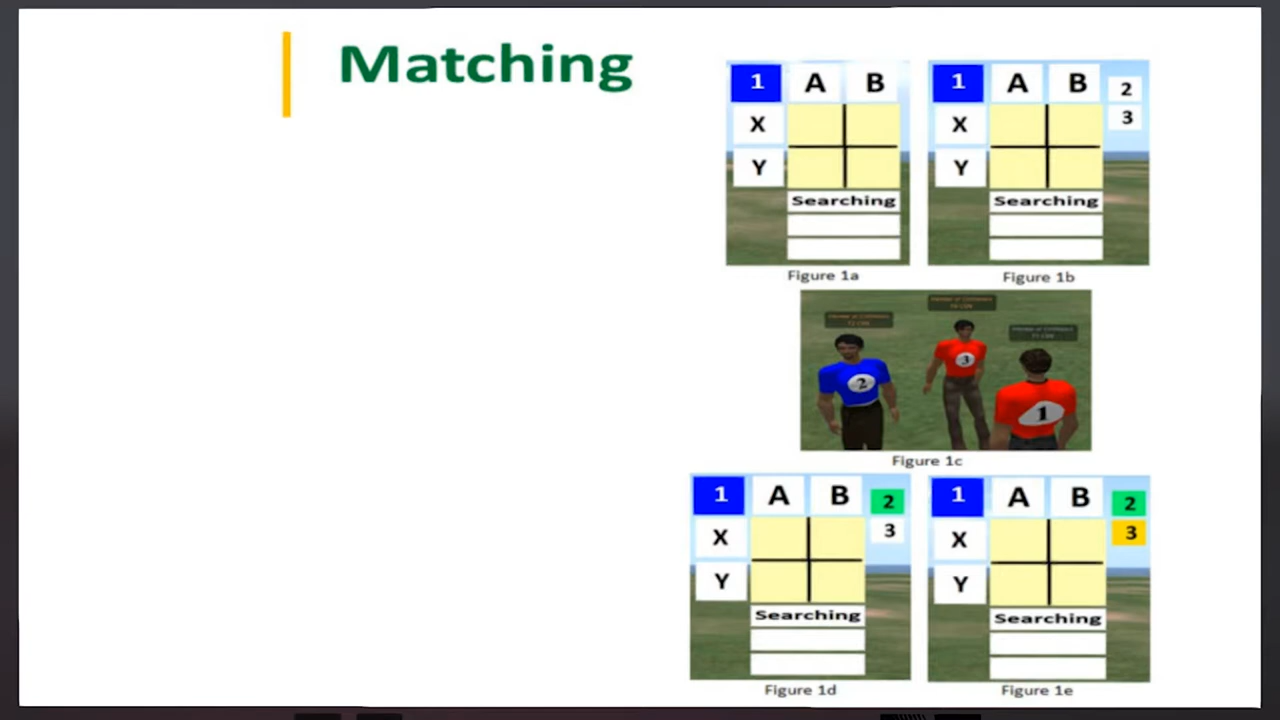 Matching
1 A B
X
Y
Searching
Figure 1a
1 A B 2
3
X
Y
Searching
Figure 1b
2
3
1
Figure 1c
1 A B 2
3
X
Y
Searching
Figure 1d
1 A B 2
3
X
Y
Searching
Figure 1e